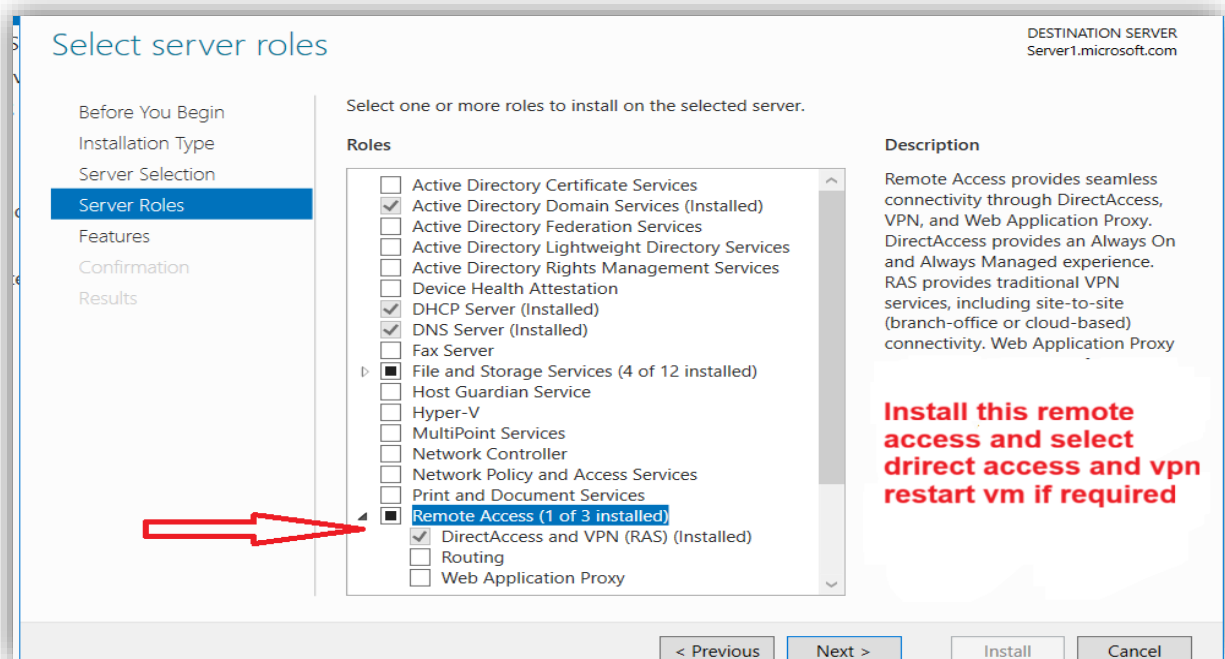 Select server roles
DESTINATION SERVER
Server1.microsoft.com
Before You Begin
Installation Type
Server Selection
Server Roles
Features
Confirmation
Results
Select one or more roles to install on the selected server.
Roles
Active Directory Certificate Services
Active Directory Domain Services (Installed)
Active Directory Federation Services
Active Directory Lightweight Directory Services
Active Directory Rights Management Services
Device Health Attestation
DHCP Server (Installed)
DNS Server (Installed)
Fax Server
File and Storage Services (4 of 12 installed)
Host Guardian Service
Hyper-V
MultiPoint Services
Network Controller
Network Policy and Access Services
Print and Document Services
Remote Access (1 of 3 installed)
DirectAccess and VPN (RAS) (Installed)
Routing
Web Application Proxy
Description
Remote Access provides seamless
connectivity through DirectAccess,
VPN, and Web Application Proxy.
DirectAccess provides an Always On
and Always Managed experience.
RAS provides traditional VPN
services, including site-to-site
(branch-office or cloud-based)
connectivity. Web Application Proxy
Install this remote
access and select
drirect access and vpn
restart vm if required
< Previous
Next >
Install
Cancel